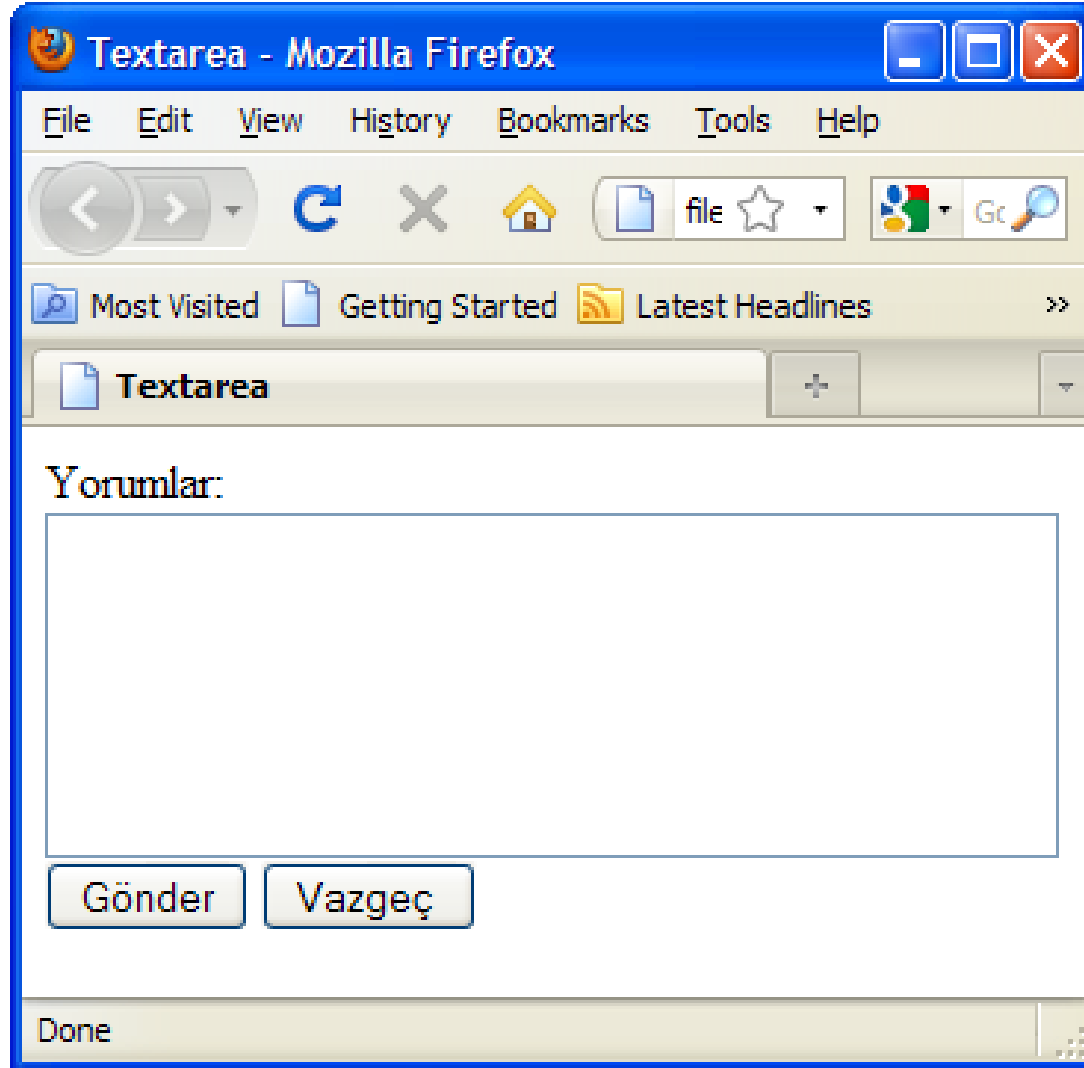 Textarea - Mozilla Firefox
File Edit View History Bookmarks Tools Help
file
Most Visited Getting Started Latest Headlines »
Textarea
Yorumlar:
Gönder Vazgeç
Done